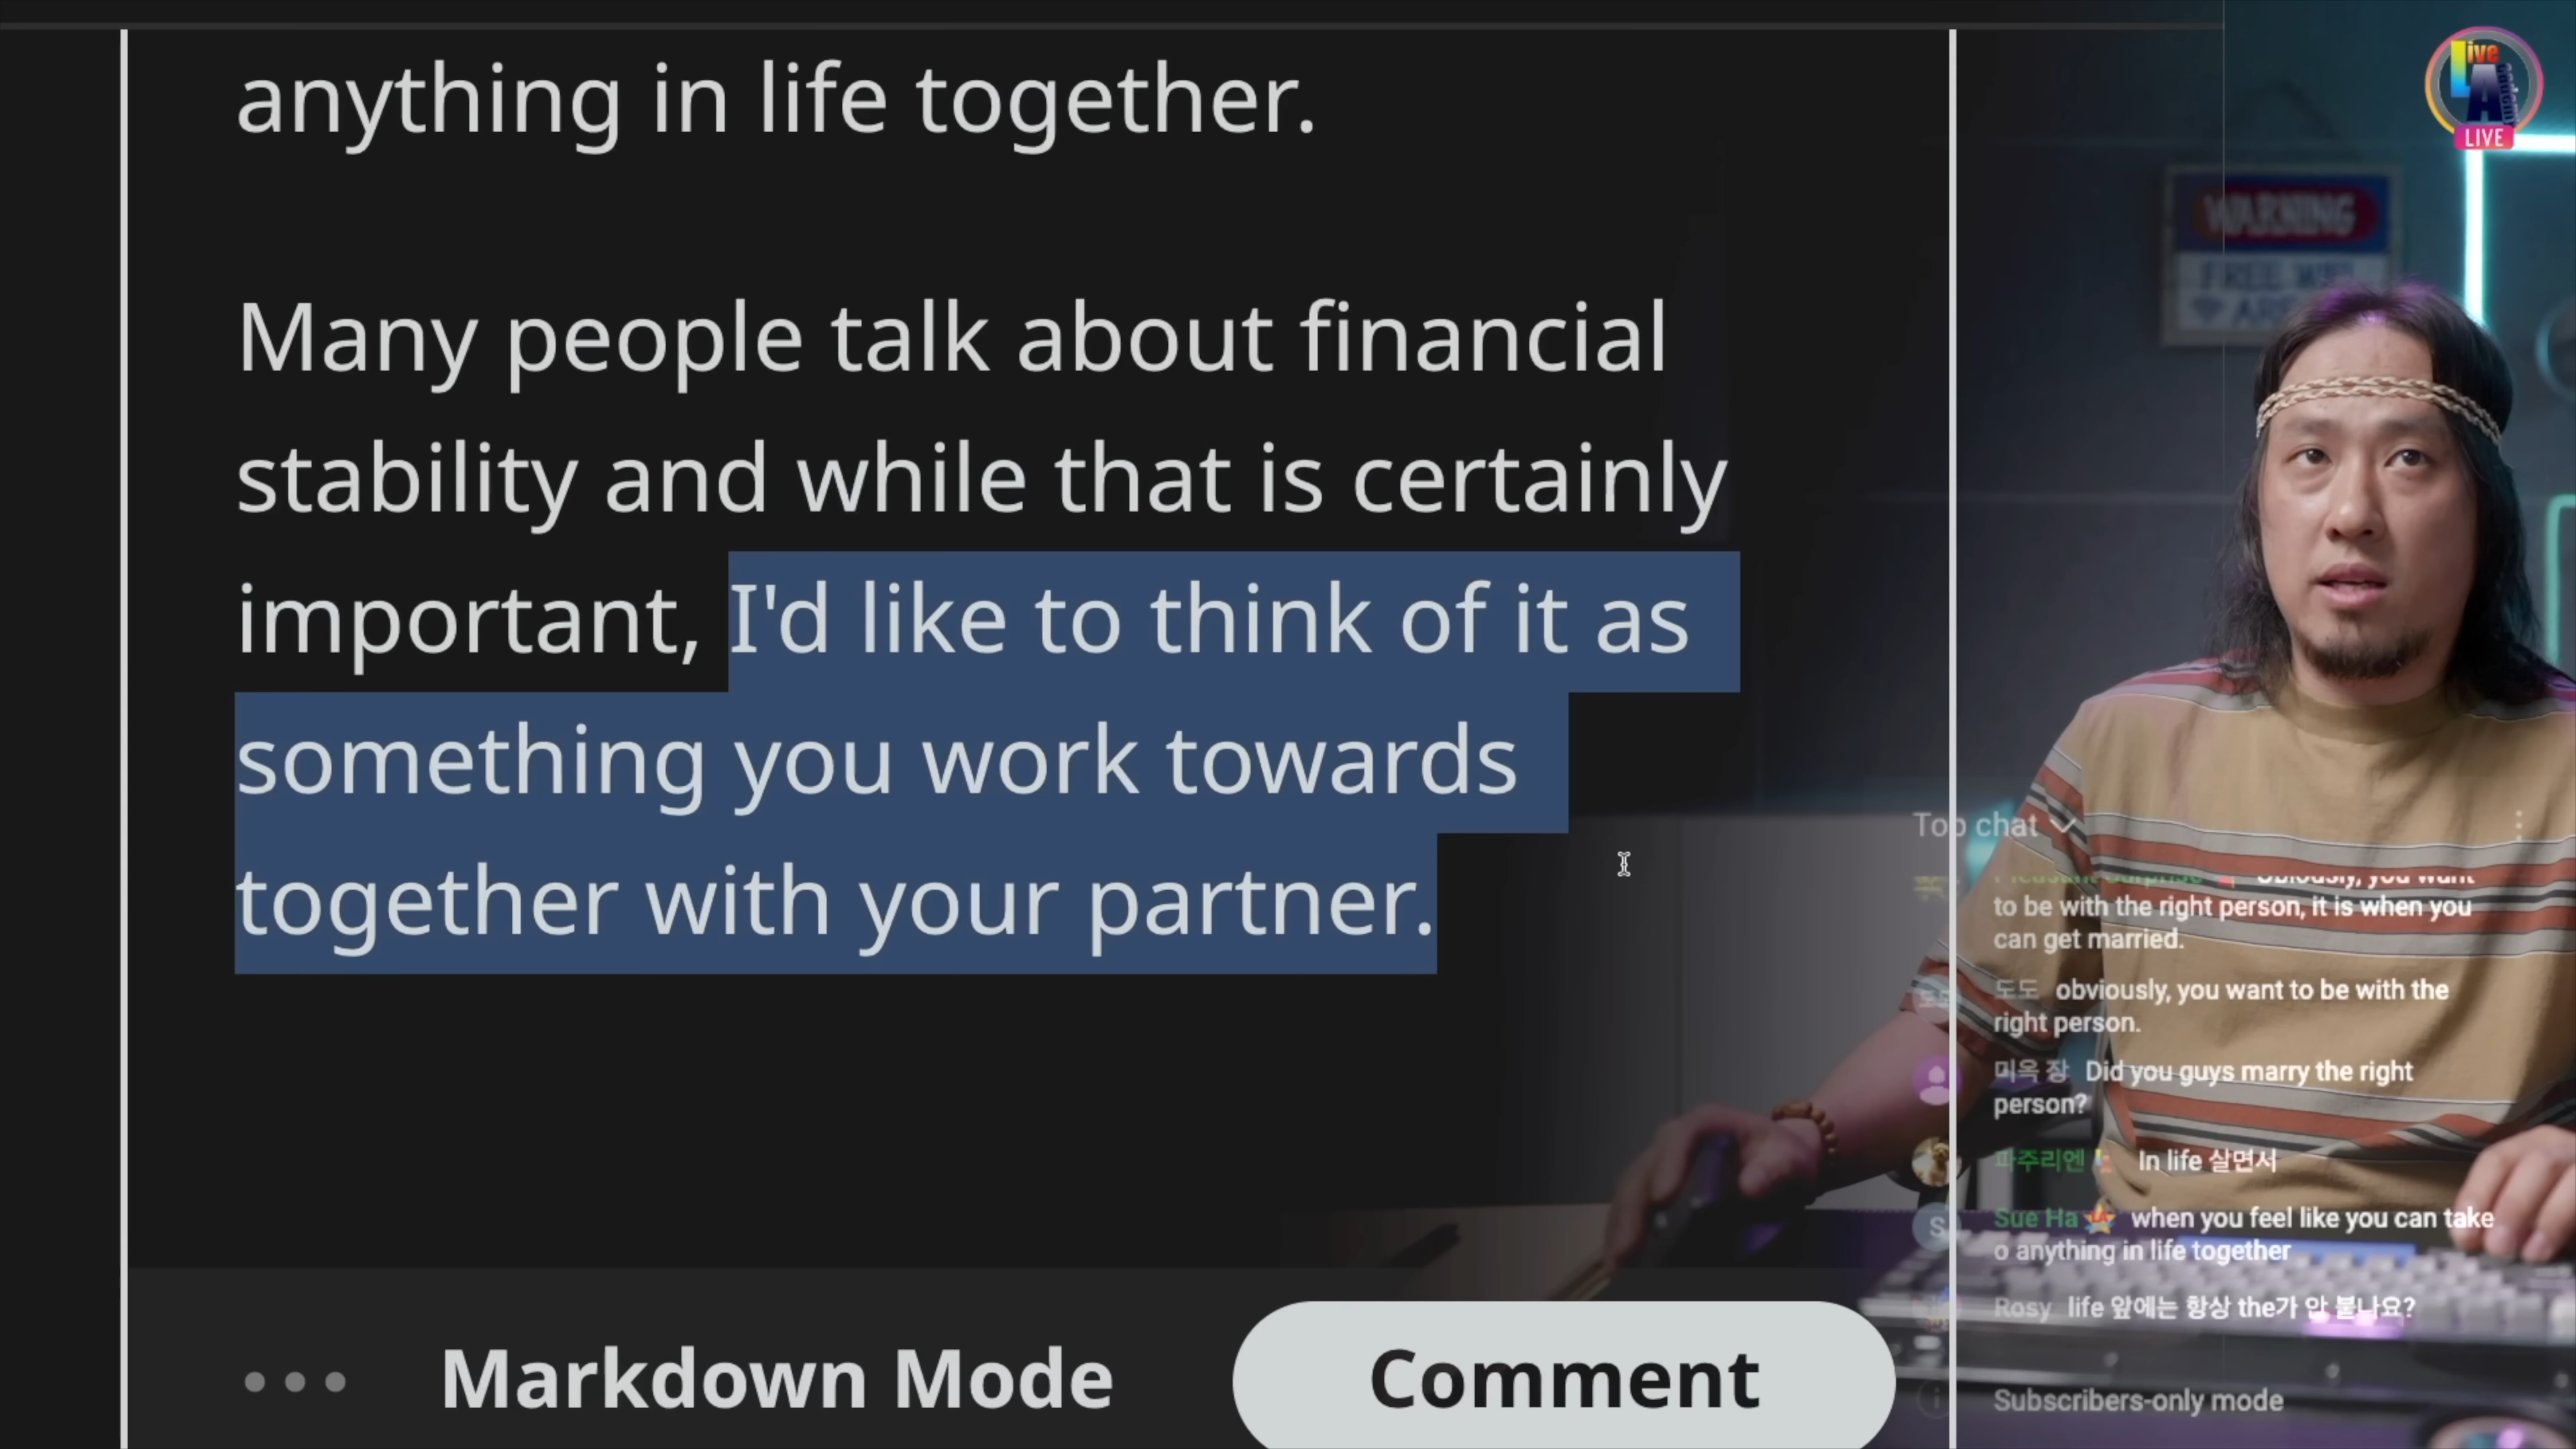 anything in life together.
Many people talk about financial
stability and while that is certainly
important, I'd like to think of it as
something you work towards
together with your partner.
Markdown Mode
Comment
Live
LA
LIVE
WARNING
FREE WIFI
Top chat
to be with the right person, it is when you
can get married.
도도 obviously, you want to be with the
right person.
미옥 장 Did you guys marry the right
person?
파주리엔 In life 살면서
Sue Ha when you feel like you can take
o anything in life together
Rosy life 앞에는 항상 the가 안 붙나요?
Subscribers-only mode